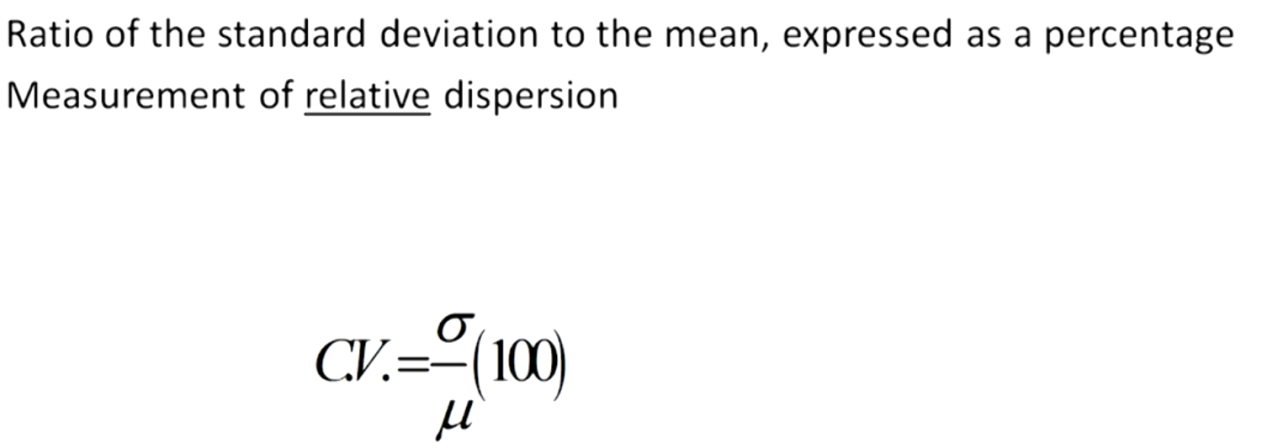 Ratio of the standard deviation to the mean, expressed as a percentage
Measurement of relative dispersion
C.V.=σ/μ(100)